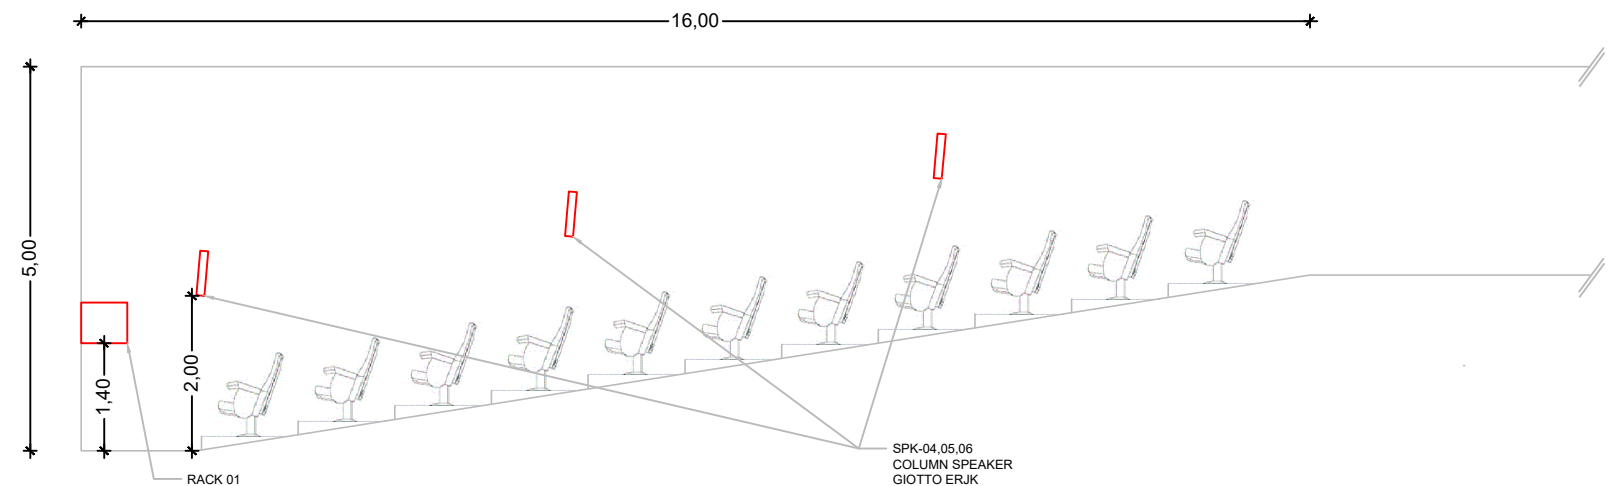 16,00
5,00
2,00
1,40
SPK-04,05,06
COLUMN SPEAKER
GIOTTO ERJK
RACK 01